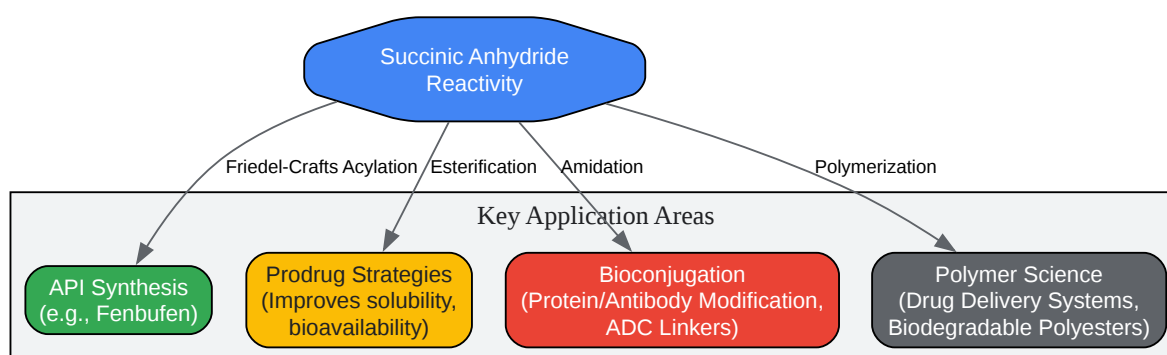 Succinic Anhydride
Reactivity
Friedel-Crafts Acylation
Esterification
Amidation
Polymerization
Key Application Areas
API Synthesis
(e.g., Fenbufen)
Prodrug Strategies
(Improves solubility,
bioavailability)
Bioconjugation
(Protein/Antibody Modification,
ADC Linkers)
Polymer Science
(Drug Delivery Systems,
Biodegradable Polyesters)